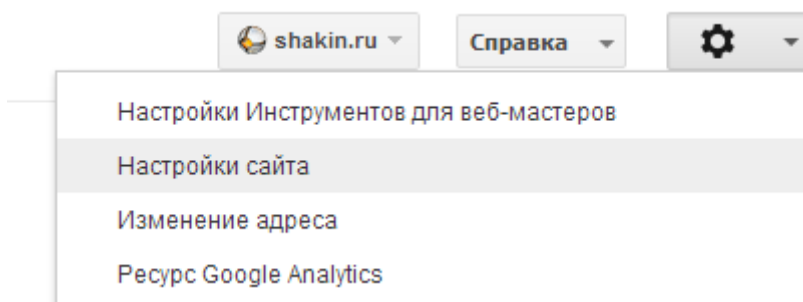 shakin.ru Справка
Настройки Инструментов для веб-мастеров
Настройки сайта
Изменение адреса
Ресурс Google Analytics